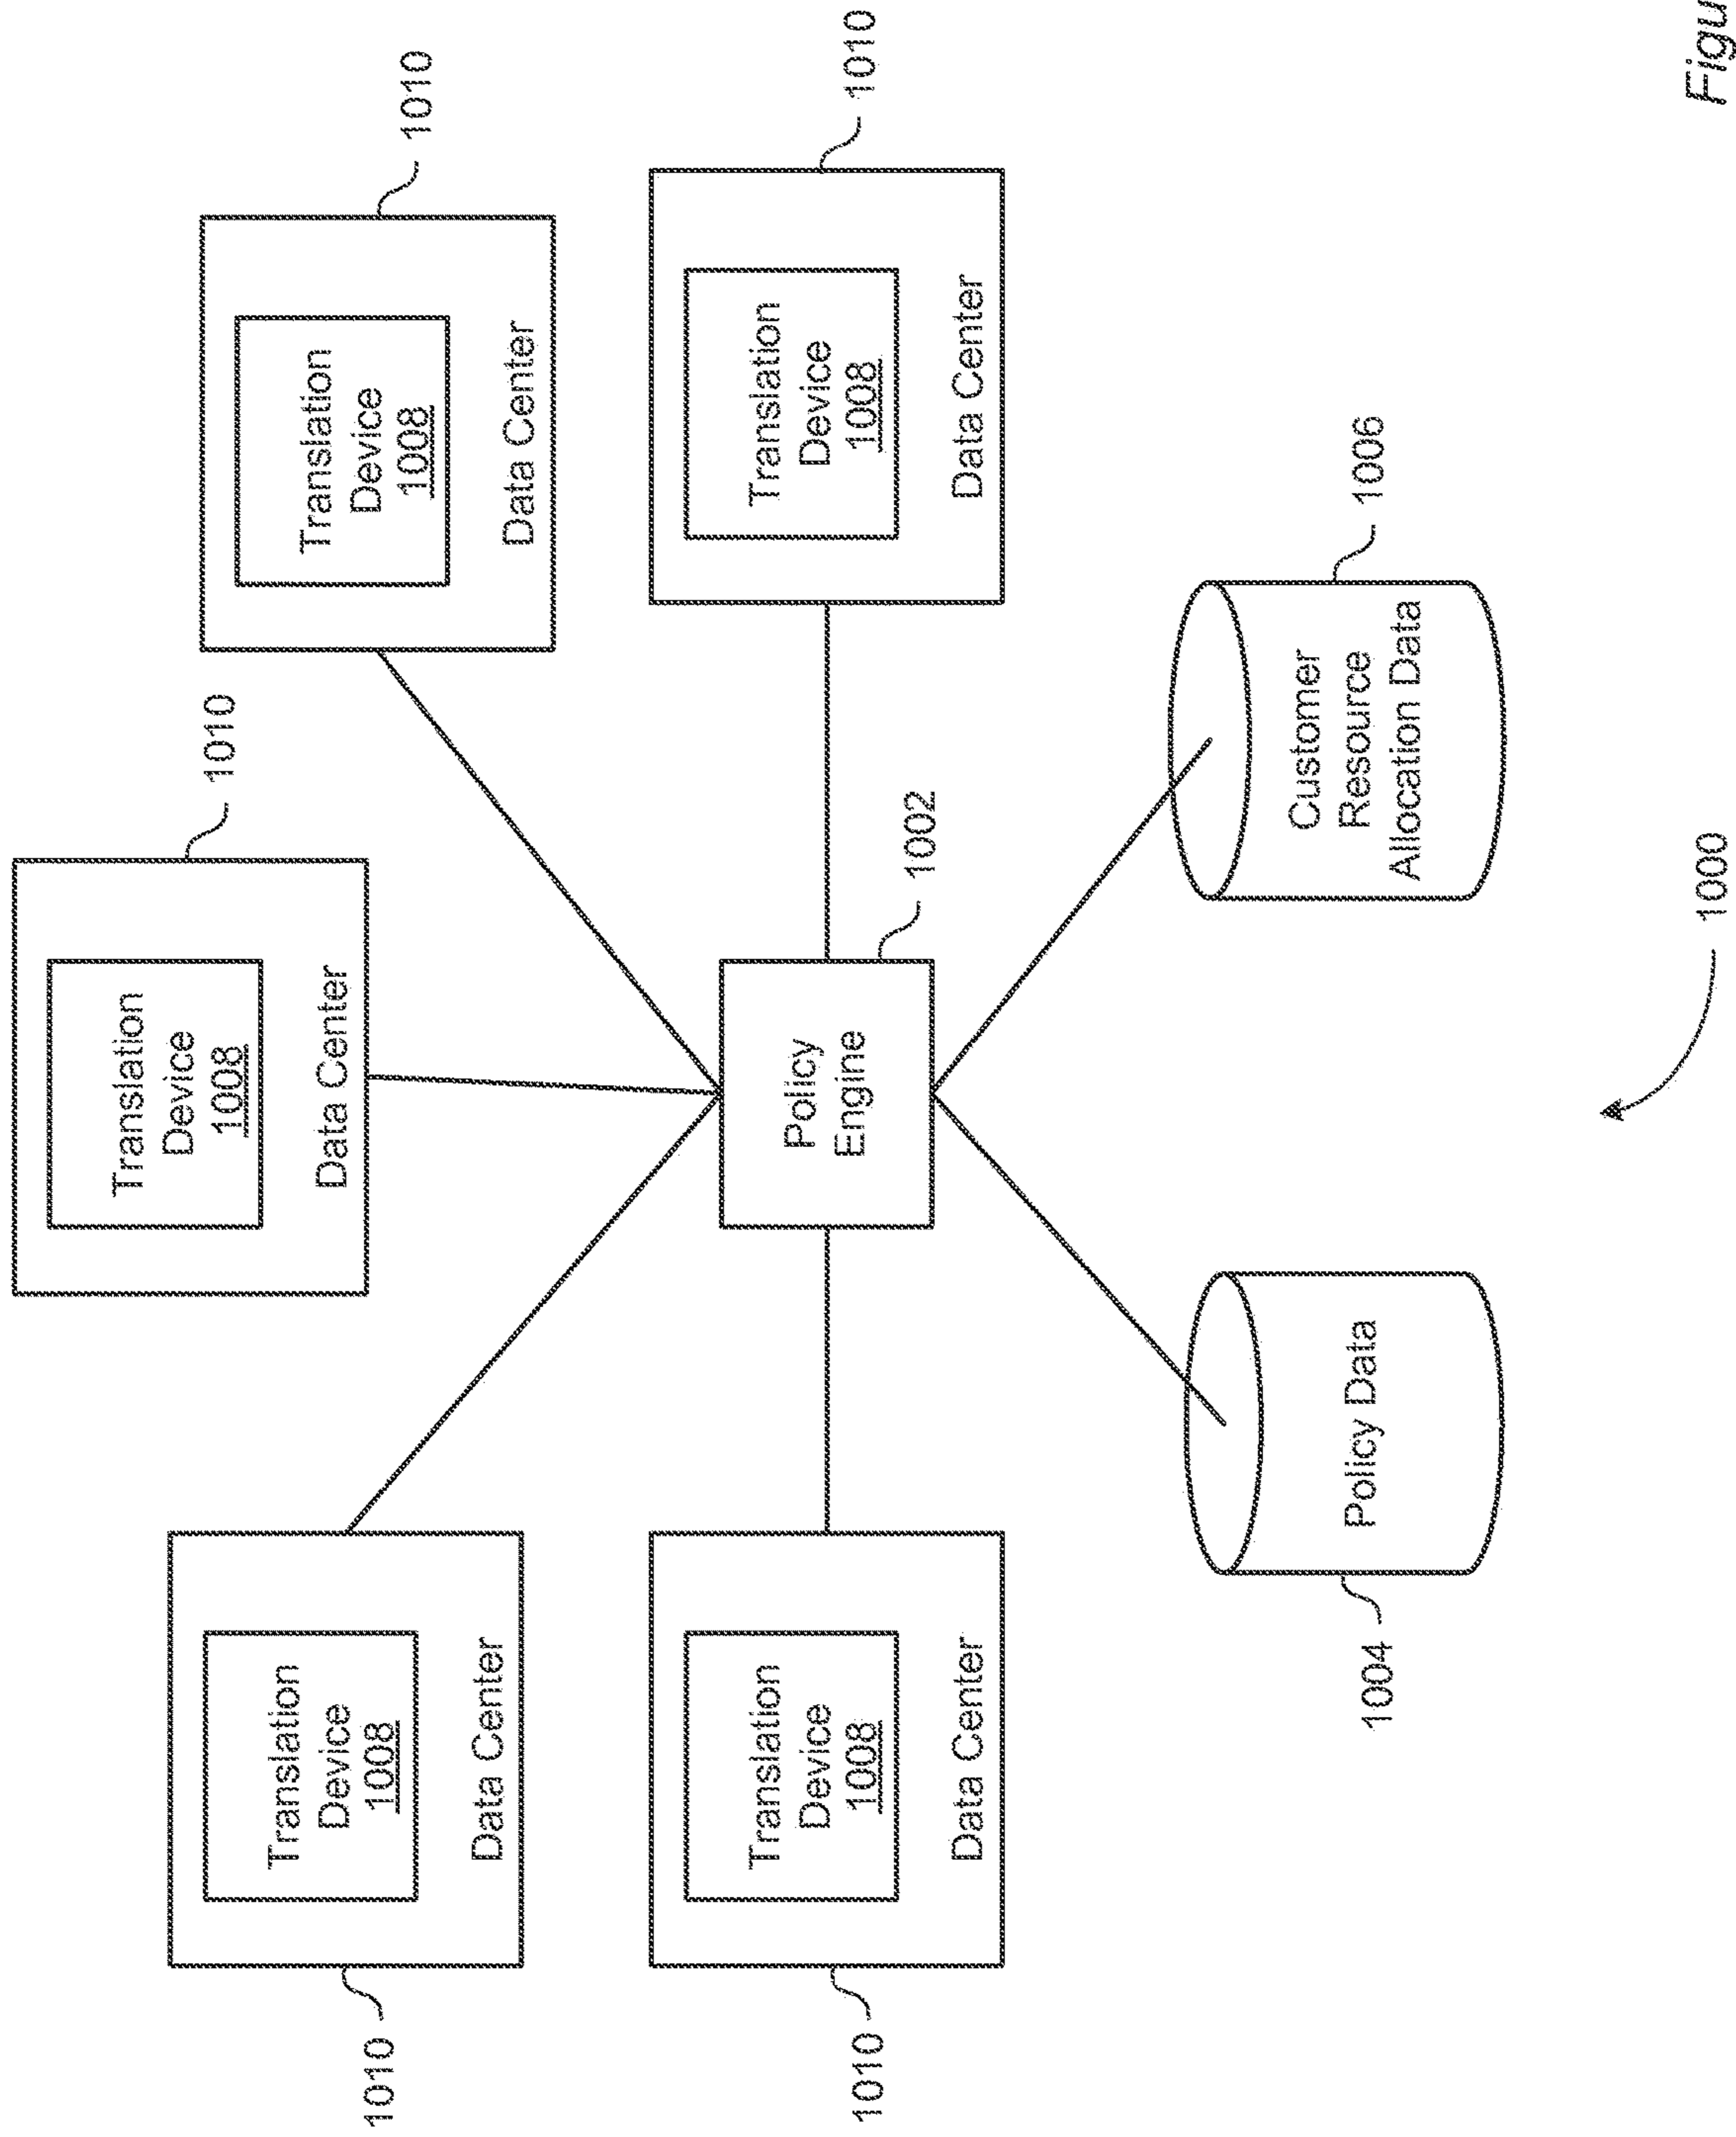 1010
Translation
Device
1008
Data Center
1010
Translation
Device
1008
Data Center
1010
Translation
Device
1008
Data Center
1010
Translation
Device
1008
Data Center
1010
Translation
Device
1008
Data Center
Policy
Engine
1002
1004
Policy Data
Customer
Resource
Allocation Data
1006
1000
Figu